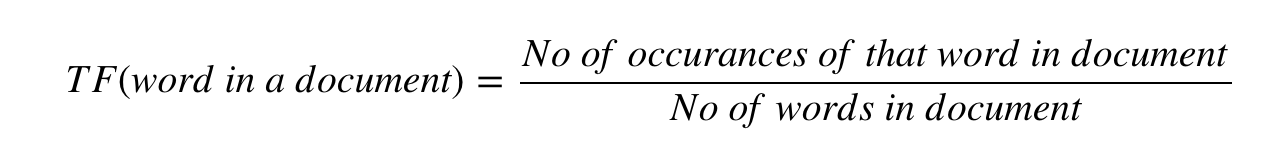 TF(word in a document) = No of occurances of that word in document
No of words in document